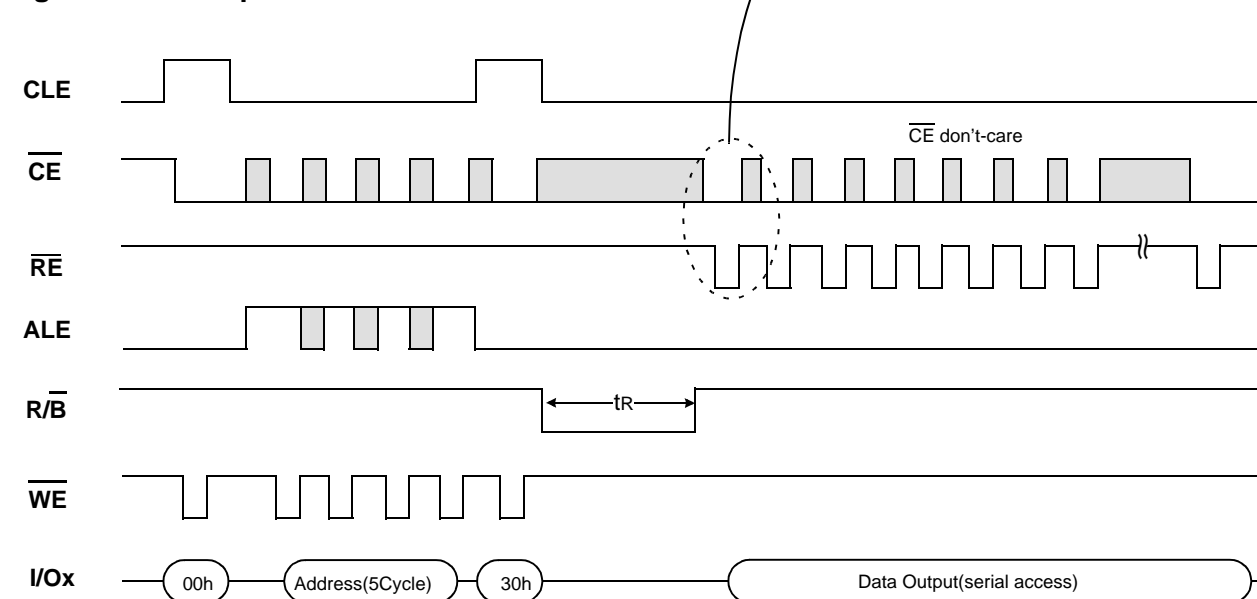 CLE
CE
CE don't-care
RE
ALE
R/B
tR
WE
I/Ox
00h
Address(5Cycle)
30h
Data Output(serial access)